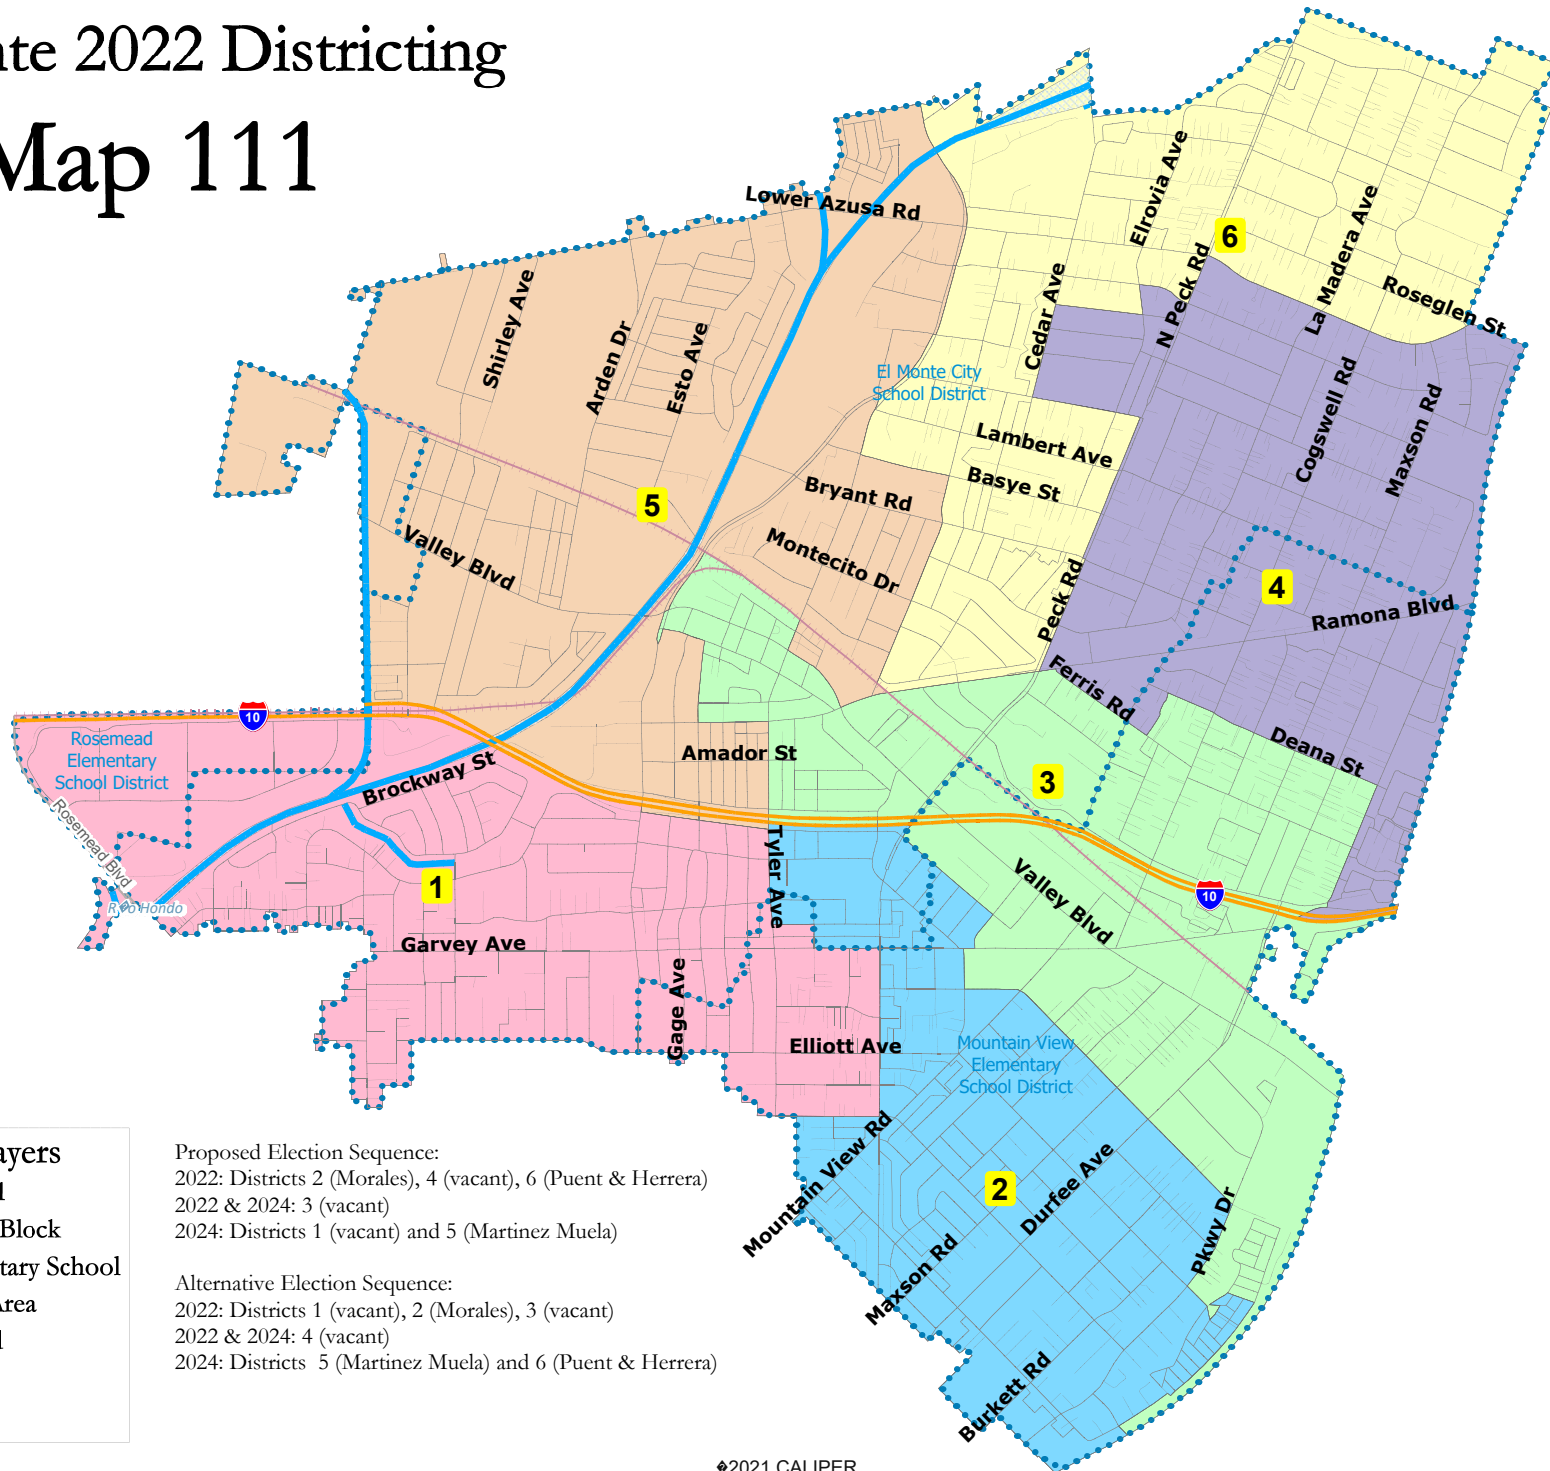 nte 2022 Districting
Map 111
Lower Azusa Rd
Elrovia Ave
6
La Madera Ave
N Peck Rd
Roseglen St
Shirley Ave
Arden Dr
Esto Ave
Cedar Ave
El Monte City
School District
Cogswell Rd
Maxson Rd
Lambert Ave
Basye St
Bryant Rd
5
Valley Blvd
Montecito Dr
Peck Rd
4
Ramona Blvd
Ferris Rd
10
Rosemead
Elementary
School District
Amador St
Deana St
Brockway St
3
Rosemead Blvd
Tyler Ave
1
Valley Blvd
10
R�o Hondo
Garvey Ave
Gage Ave
Elliott Ave
Mountain View
Elementary
School District
Mountain View Rd
2
Durfee Ave
Pkwy Dr
Maxson Rd
Burkett Rd
ayers
Block
tary School
Area
Proposed Election Sequence:
2022: Districts 2 (Morales), 4 (vacant), 6 (Puent & Herrera)
2022 & 2024: 3 (vacant)
2024: Districts 1 (vacant) and 5 (Martinez Muela)
Alternative Election Sequence:
2022: Districts 1 (vacant), 2 (Morales), 3 (vacant)
2022 & 2024: 4 (vacant)
2024: Districts 5 (Martinez Muela) and 6 (Puent & Herrera)
�2021 CALIPER